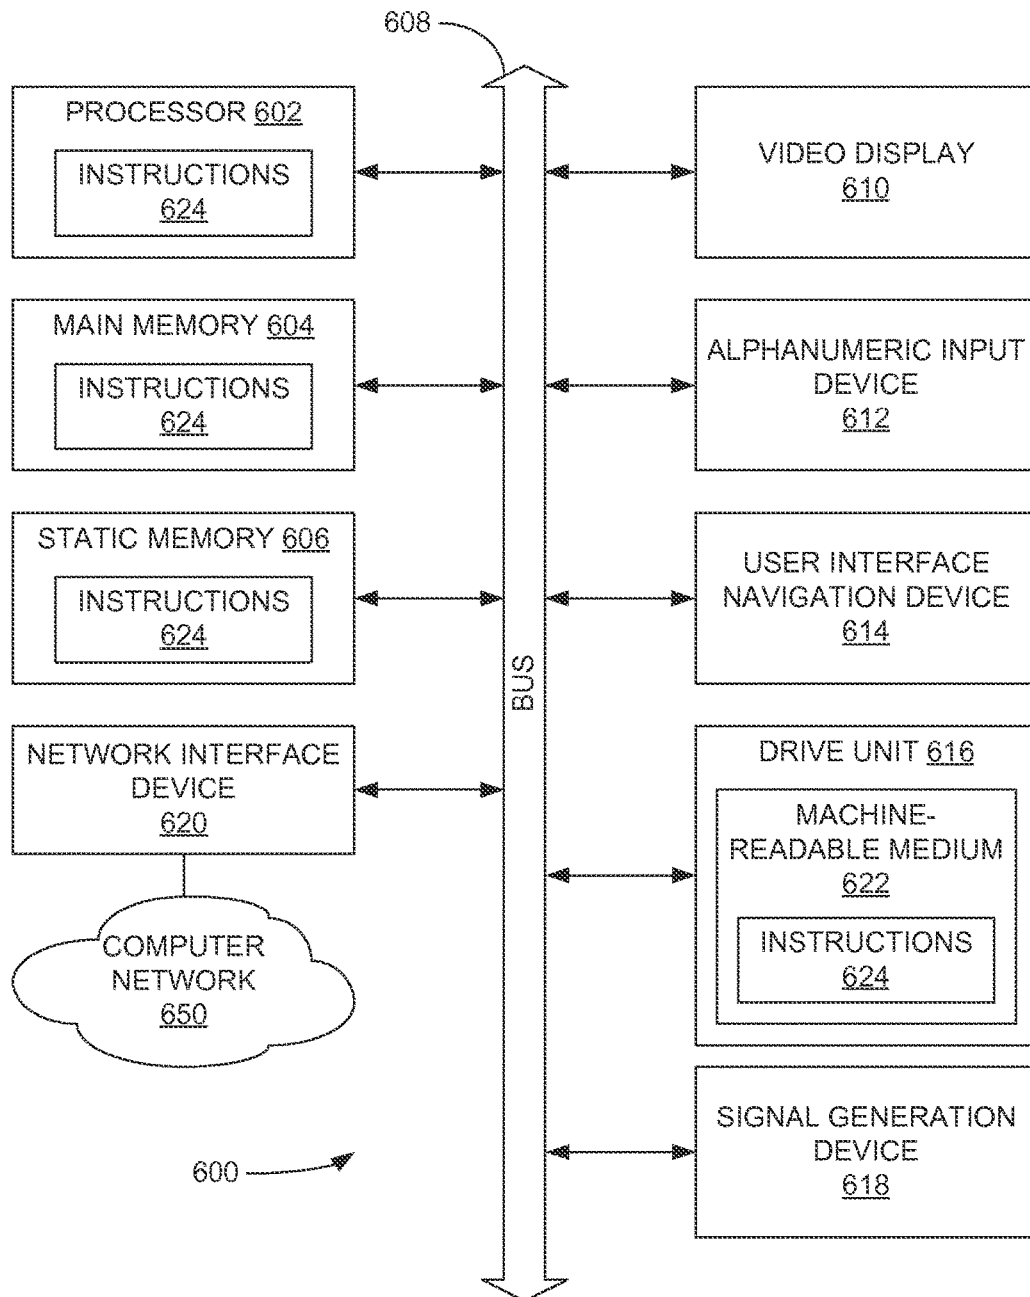 608
PROCESSOR 602
INSTRUCTIONS
624
MAIN MEMORY 604
INSTRUCTIONS
624
STATIC MEMORY 606
INSTRUCTIONS
624
NETWORK INTERFACE
DEVICE
620
COMPUTER
NETWORK
650
600
BUS
VIDEO DISPLAY
610
ALPHANUMERIC INPUT
DEVICE
612
USER INTERFACE
NAVIGATION DEVICE
614
DRIVE UNIT 616
MACHINE-
READABLE MEDIUM
622
INSTRUCTIONS
624
SIGNAL GENERATION
DEVICE
618